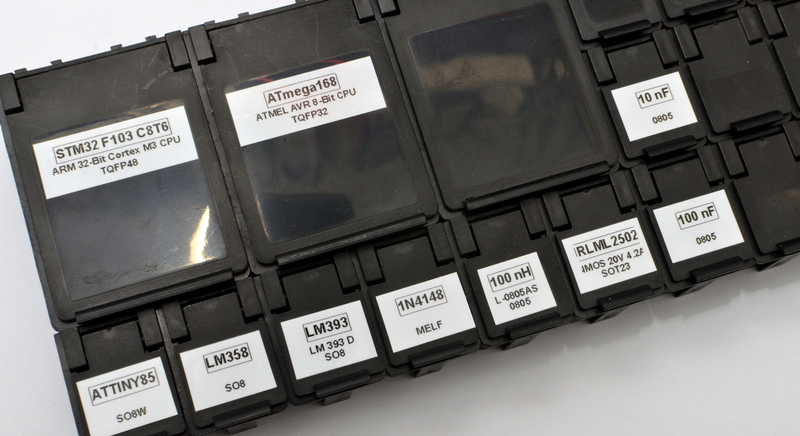 STM32 F103 C8T6
ARM 32-Bit Cortex M3 CPU
TQFP48
ATmega168
ATMEL AVR 8-Bit CPU
TQFP32
10 nF
0805
ATTINY85
SO8W
LM358
SO8
LM393
LM 393 D
SO8
1N4148
MELF
100 nH
L-0805AS
0805
RLML2502
20V 4.2A
SOT23
100 nF
0805